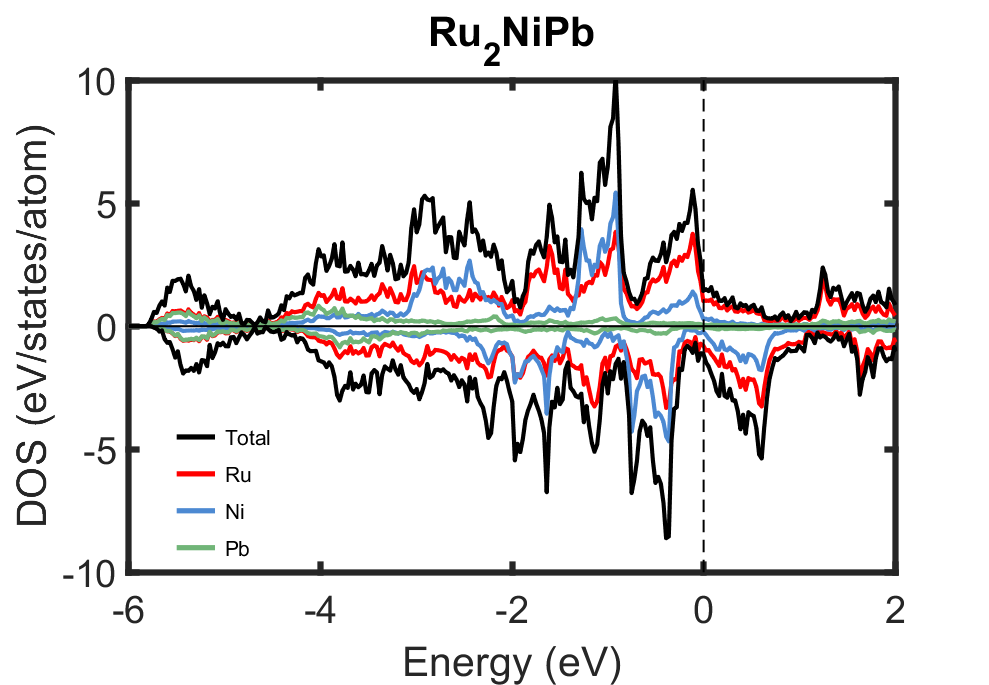 Ru2NiPb
DOS (eV/states/atom)
10
5
0
-5
-10
Total
Ru
Ni
Pb
-6 -4 -2 0 2
Energy (eV)